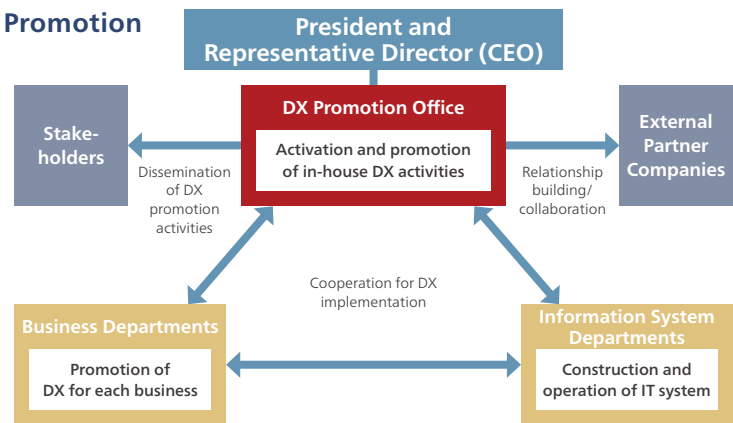 Promotion
President and
Representative Director (CEO)
DX Promotion Office
Activation and promotion
of in-house DX activities
Stake-
holders
External
Partner
Companies
Dissemination
of DX
promotion
activities
Relationship
building/
collaboration
Cooperation for DX
implementation
Business Departments
Promotion of
DX for each business
Information System
Departments
Construction and
operation of IT system